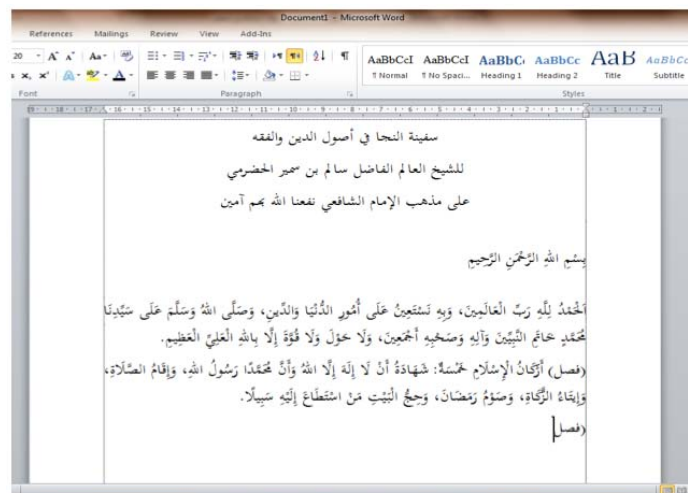 Document1 - Microsoft Word
References Mailings Review View Add-Ins
20 Aa
AaBbCcI AaBbCcI AaBbC AaBbCc AaB AaBbCc
¶ Normal ¶ No Spaci... Heading 1 Heading 2 Title Subtitle
Font Paragraph Styles
سفينة النجا في أصول الدين والفقه
للشيخ العالم الفاضل سالم بن سمير الحضرمي
على مذهب الإمام الشافعي نفعنا الله بهم آمين
بِسْمِ اللهِ الرَّحْمَنِ الرَّحِيمِ
اَلْحَمْدُ لِلَّهِ رَبِّ الْعَالَمِينَ، وَبِهِ نَسْتَعِينُ عَلَى أُمُورِ الدُّنْيَا وَالدِّينِ، وَصَلَّى اللهُ وَسَلَّمَ عَلَى سَيِّدِنَا
مُحَمَّدٍ خَاتَمِ النَّبِيِّينَ وَآلِهِ وَصَحْبِهِ أَجْمَعِينَ، وَلَا حَوْلَ وَلَا قُوَّةَ إِلَّا بِاللهِ الْعَلِيِّ الْعَظِيمِ.
(فصل) أَرْكَانُ الْإِسْلَامِ خَمْسَةٌ: شَهَادَةُ أَنْ لَا إِلَهَ إِلَّا اللهُ وَأَنَّ مُحَمَّدًا رَسُولُ اللهِ، وَإِقَامُ الصَّلَاةِ،
وَإِيتَاءُ الزَّكَاةِ، وَصَوْمُ رَمَضَانَ، وَحِجُّ الْبَيْتِ مَنْ اسْتَطَاعَ إِلَيْهِ سَبِيلًا.
(فصل